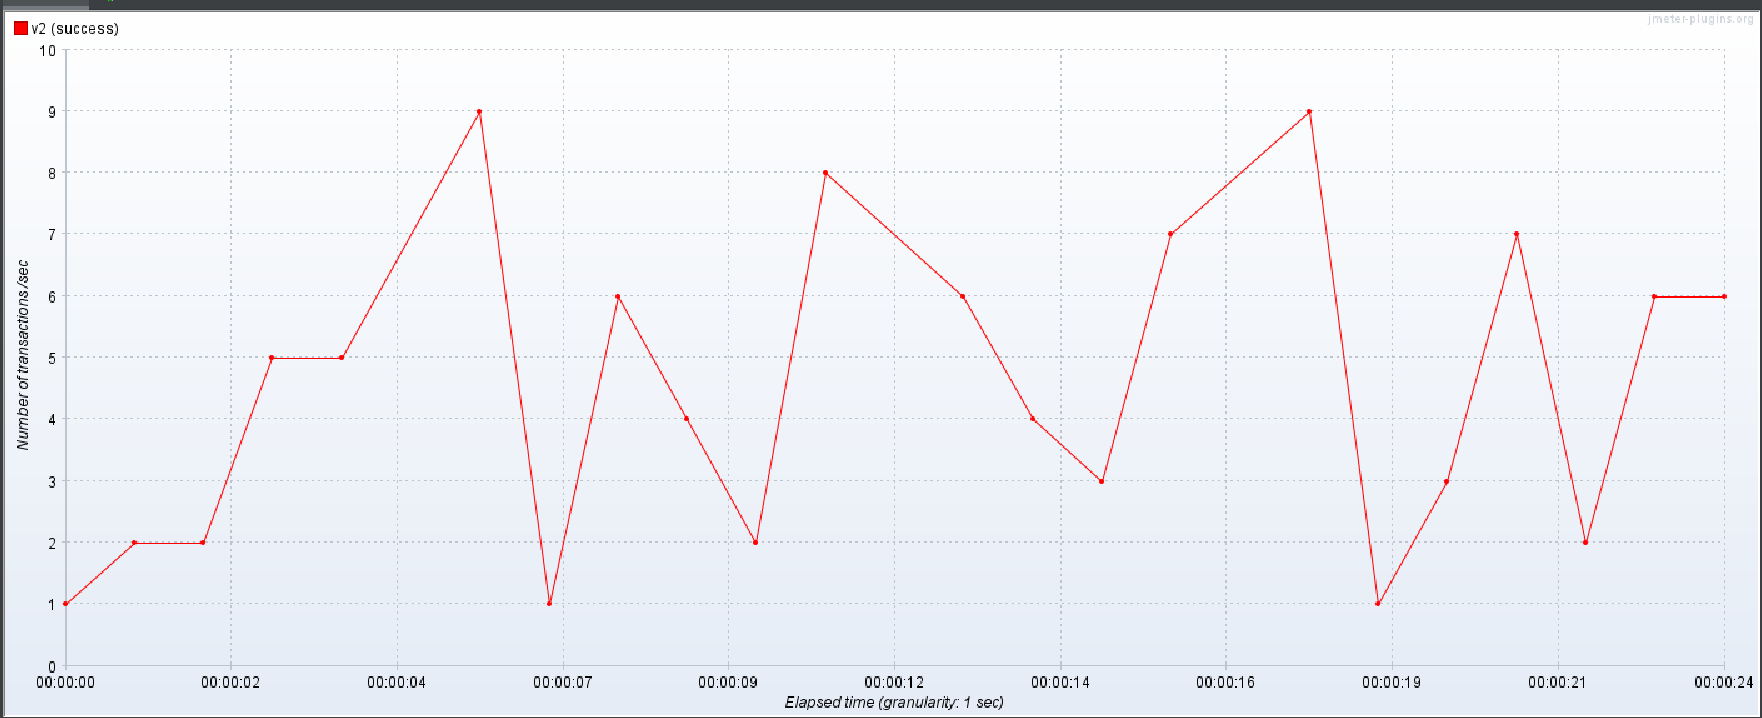 jmeter-plugins.org
v2 (success)
10
9
8
7
6
5
4
3
2
1
0
Number of transactions /sec
00:00:00 00:00:02 00:00:04 00:00:07 00:00:09 00:00:12 00:00:14 00:00:16 00:00:19 00:00:21 00:00:24
Elapsed time (granularity: 1 sec)